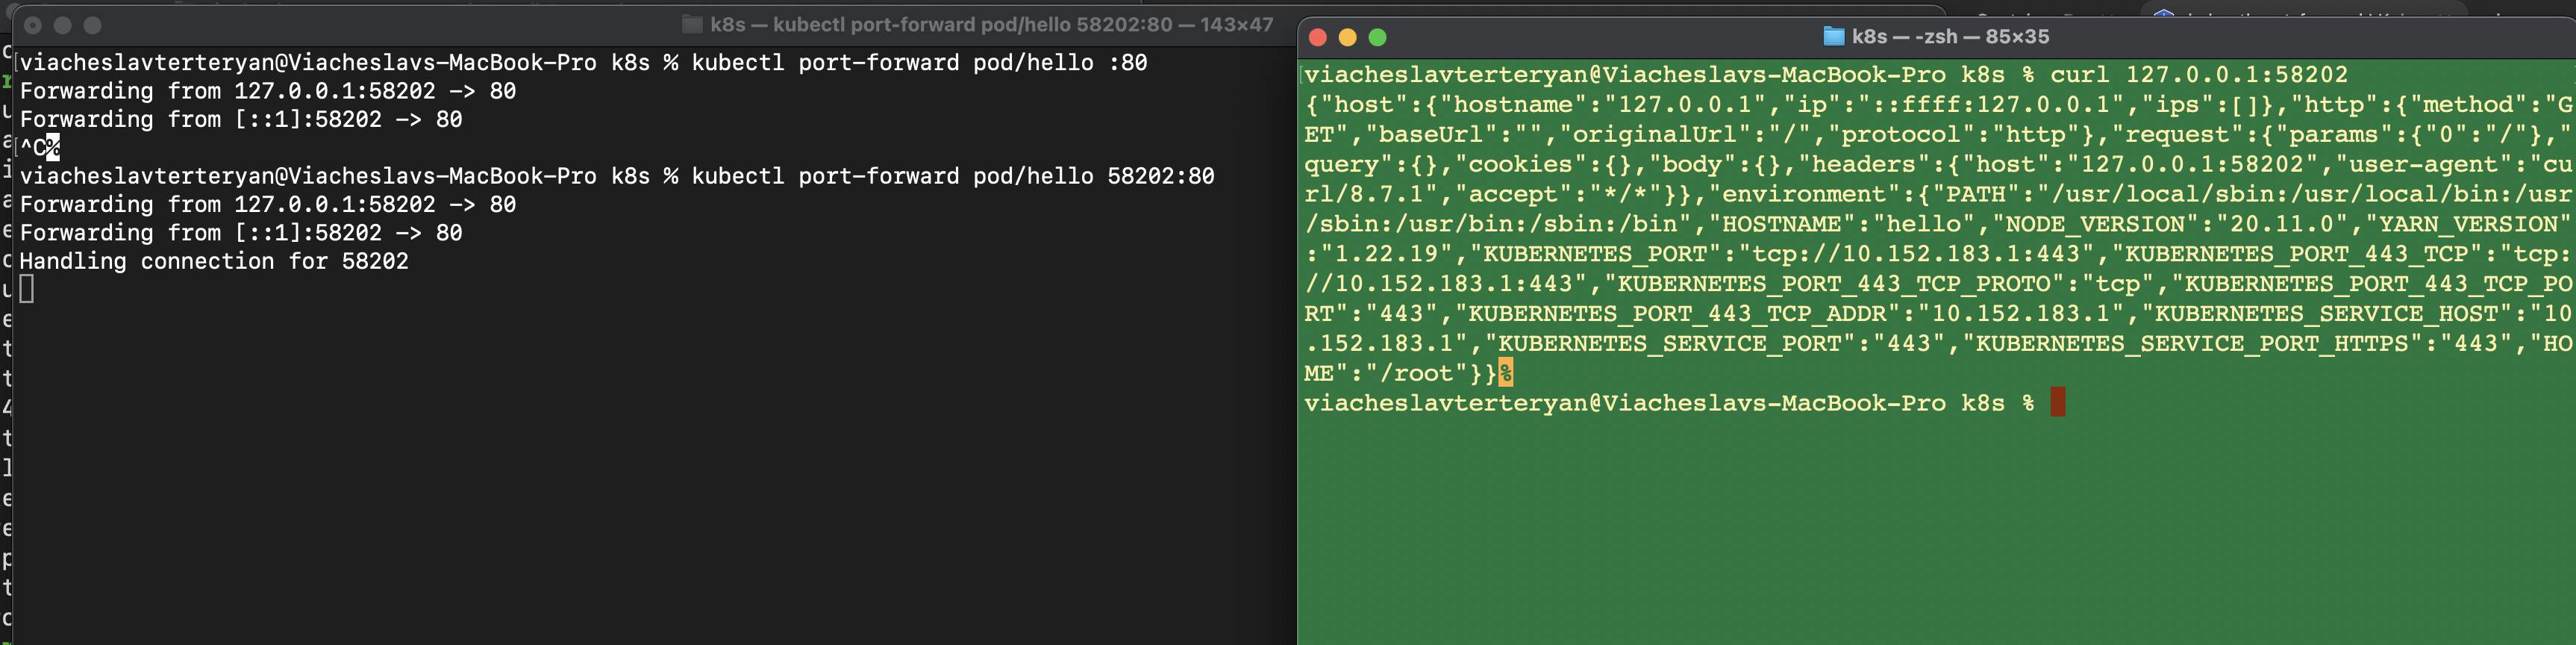 k8s — kubectl port-forward pod/hello 58202:80 — 143×47
viacheslavterteryan@Viacheslavs-MacBook-Pro k8s % kubectl port-forward pod/hello :80
Forwarding from 127.0.0.1:58202 -> 80
Forwarding from [::1]:58202 -> 80
^C%
viacheslavterteryan@Viacheslavs-MacBook-Pro k8s % kubectl port-forward pod/hello 58202:80
Forwarding from 127.0.0.1:58202 -> 80
Forwarding from [::1]:58202 -> 80
Handling connection for 58202
k8s — -zsh — 85×35
viacheslavterteryan@Viacheslavs-MacBook-Pro k8s % curl 127.0.0.1:58202
{"host":{"hostname":"127.0.0.1","ip":"::ffff:127.0.0.1","ips":[]},"http":{"method":"G
ET","baseUrl":"","originalUrl":"/","protocol":"http"},"request":{"params":{"0":"/"},"
query":{},"cookies":{},"body":{},"headers":{"host":"127.0.0.1:58202","user-agent":"cu
rl/8.7.1","accept":"*/*"}},"environment":{"PATH":"/usr/local/sbin:/usr/local/bin:/usr
/sbin:/usr/bin:/sbin:/bin","HOSTNAME":"hello","NODE_VERSION":"20.11.0","YARN_VERSION"
:"1.22.19","KUBERNETES_PORT":"tcp://10.152.183.1:443","KUBERNETES_PORT_443_TCP":"tcp:
//10.152.183.1:443","KUBERNETES_PORT_443_TCP_PROTO":"tcp","KUBERNETES_PORT_443_TCP_PO
RT":"443","KUBERNETES_PORT_443_TCP_ADDR":"10.152.183.1","KUBERNETES_SERVICE_HOST":"10
.152.183.1","KUBERNETES_SERVICE_PORT":"443","KUBERNETES_SERVICE_PORT_HTTPS":"443","HO
ME":"/root"}}%
viacheslavterteryan@Viacheslavs-MacBook-Pro k8s %